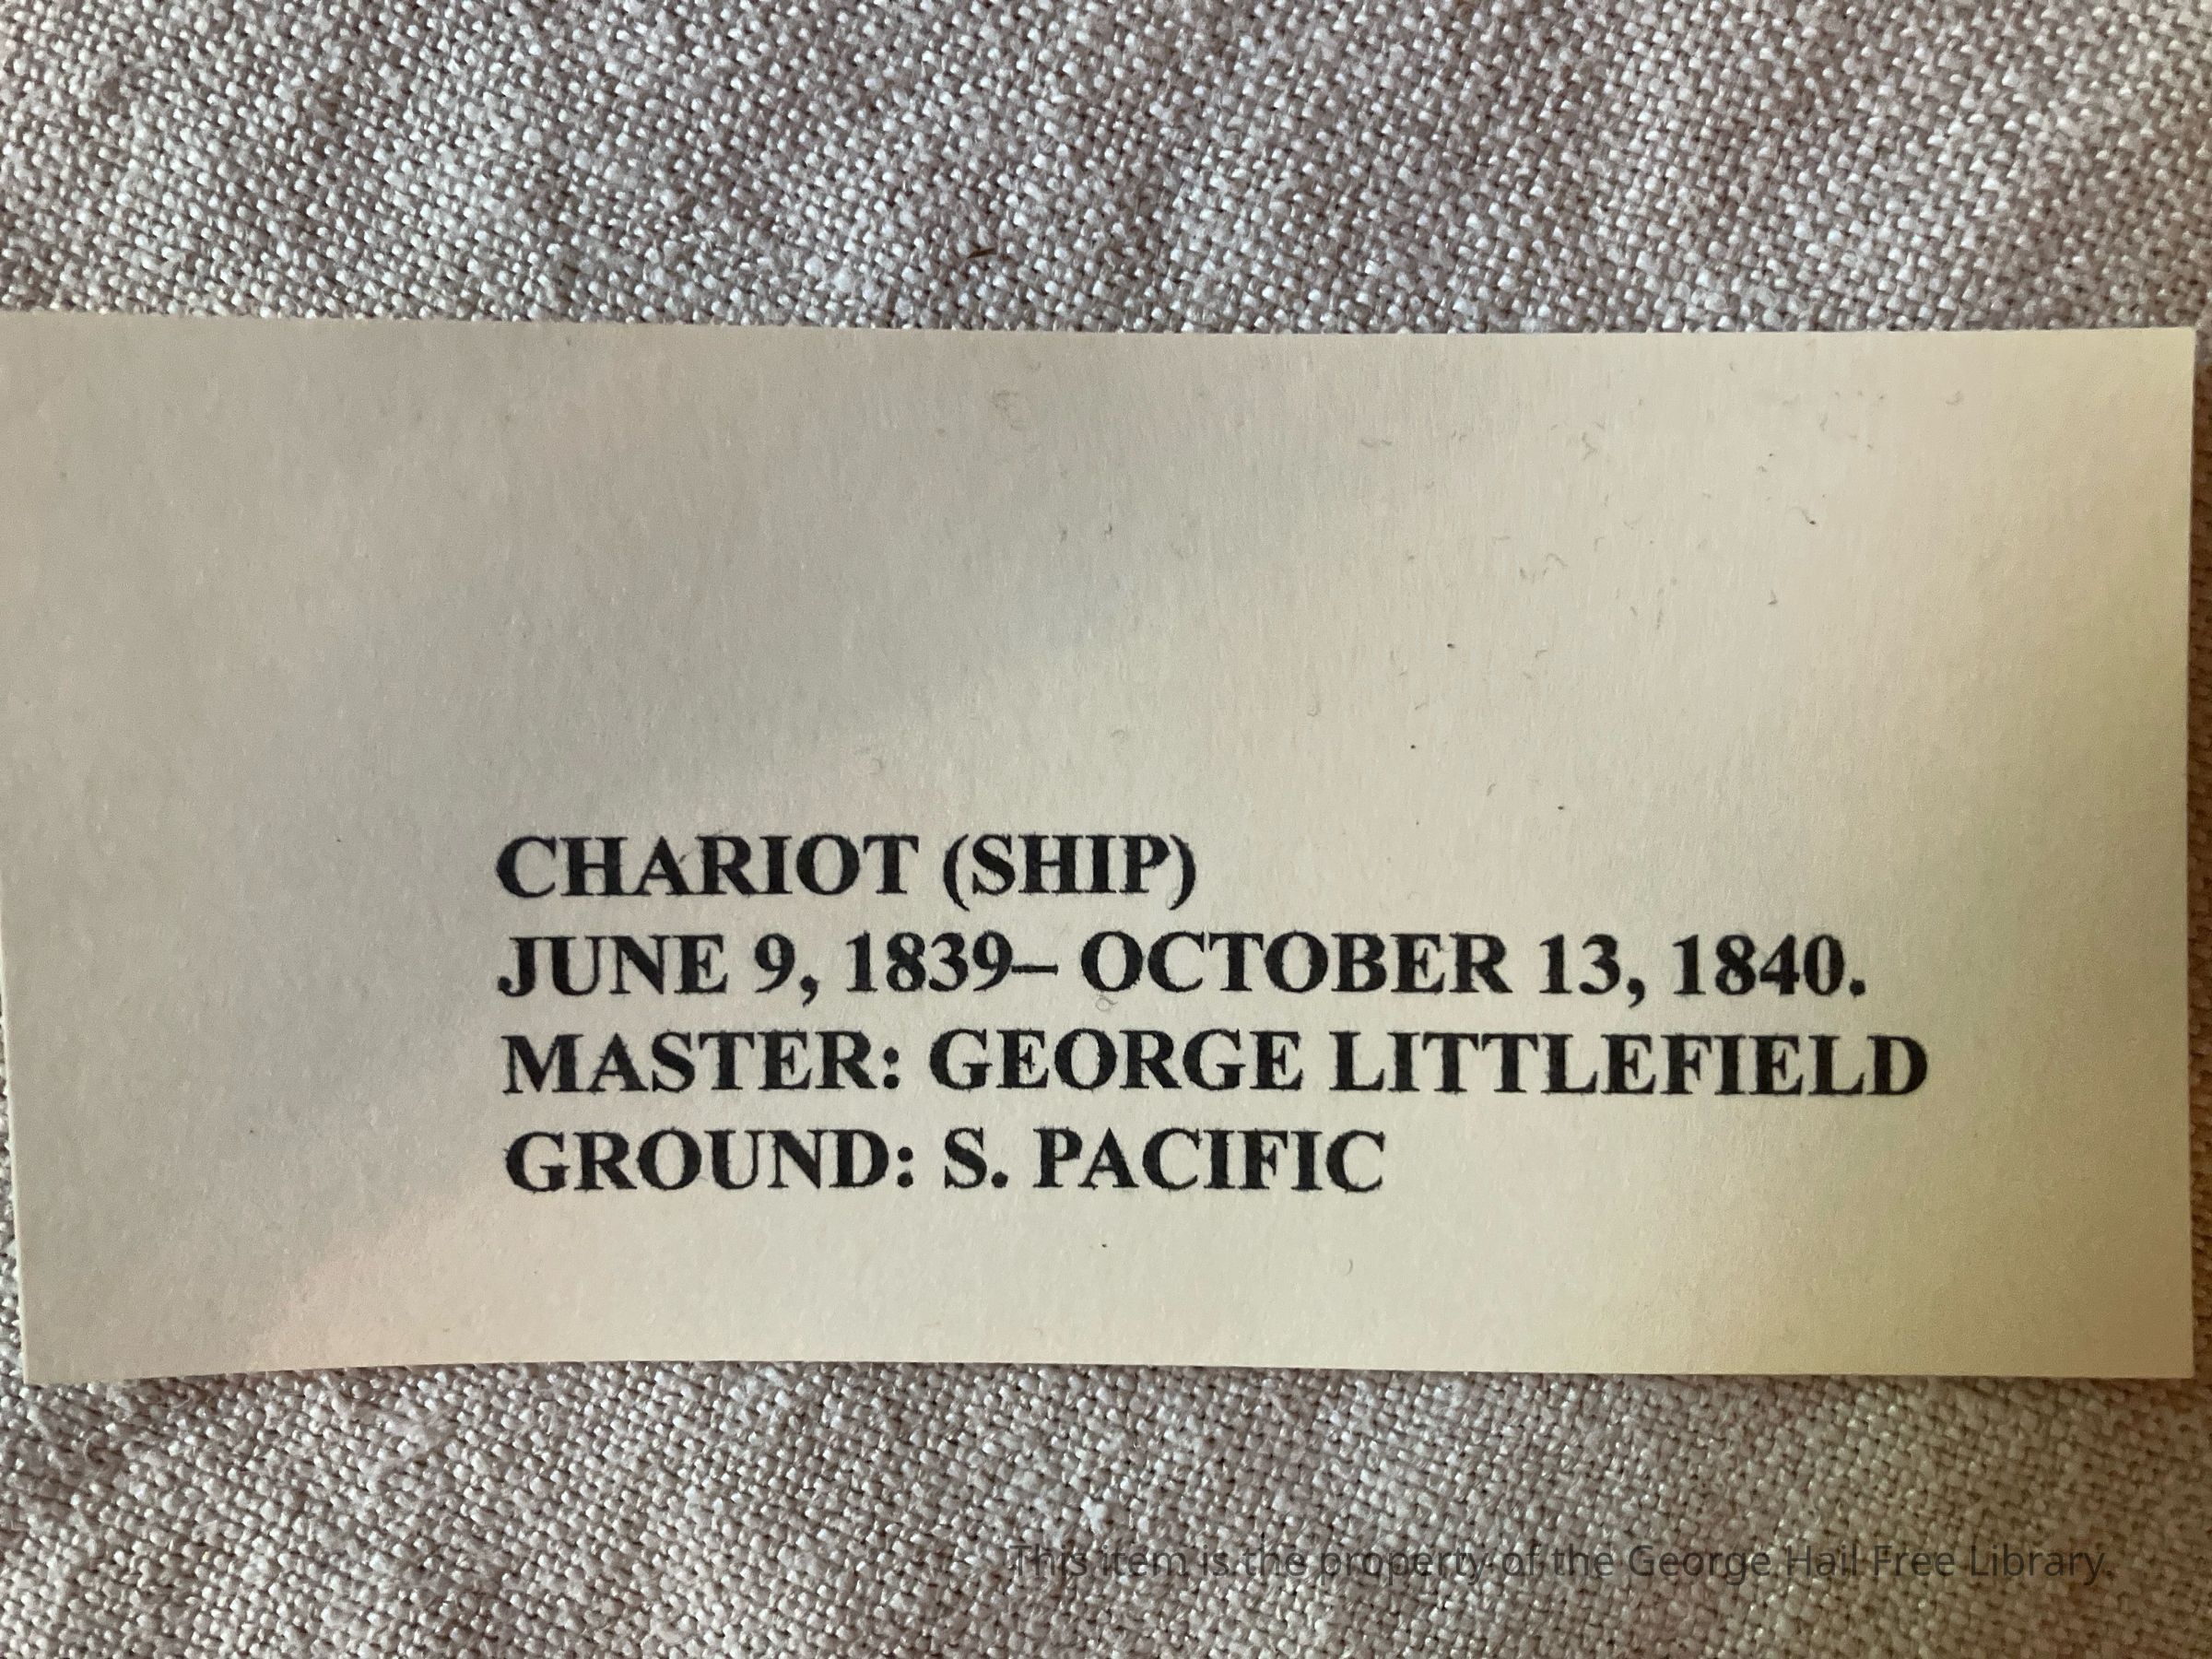 CHARIOT (SHIP)
JUNE 9, 1839– OCTOBER 13, 1840.
MASTER: GEORGE LITTLEFIELD
GROUND: S. PACIFIC
This item is the property of the George Hail Free Library.